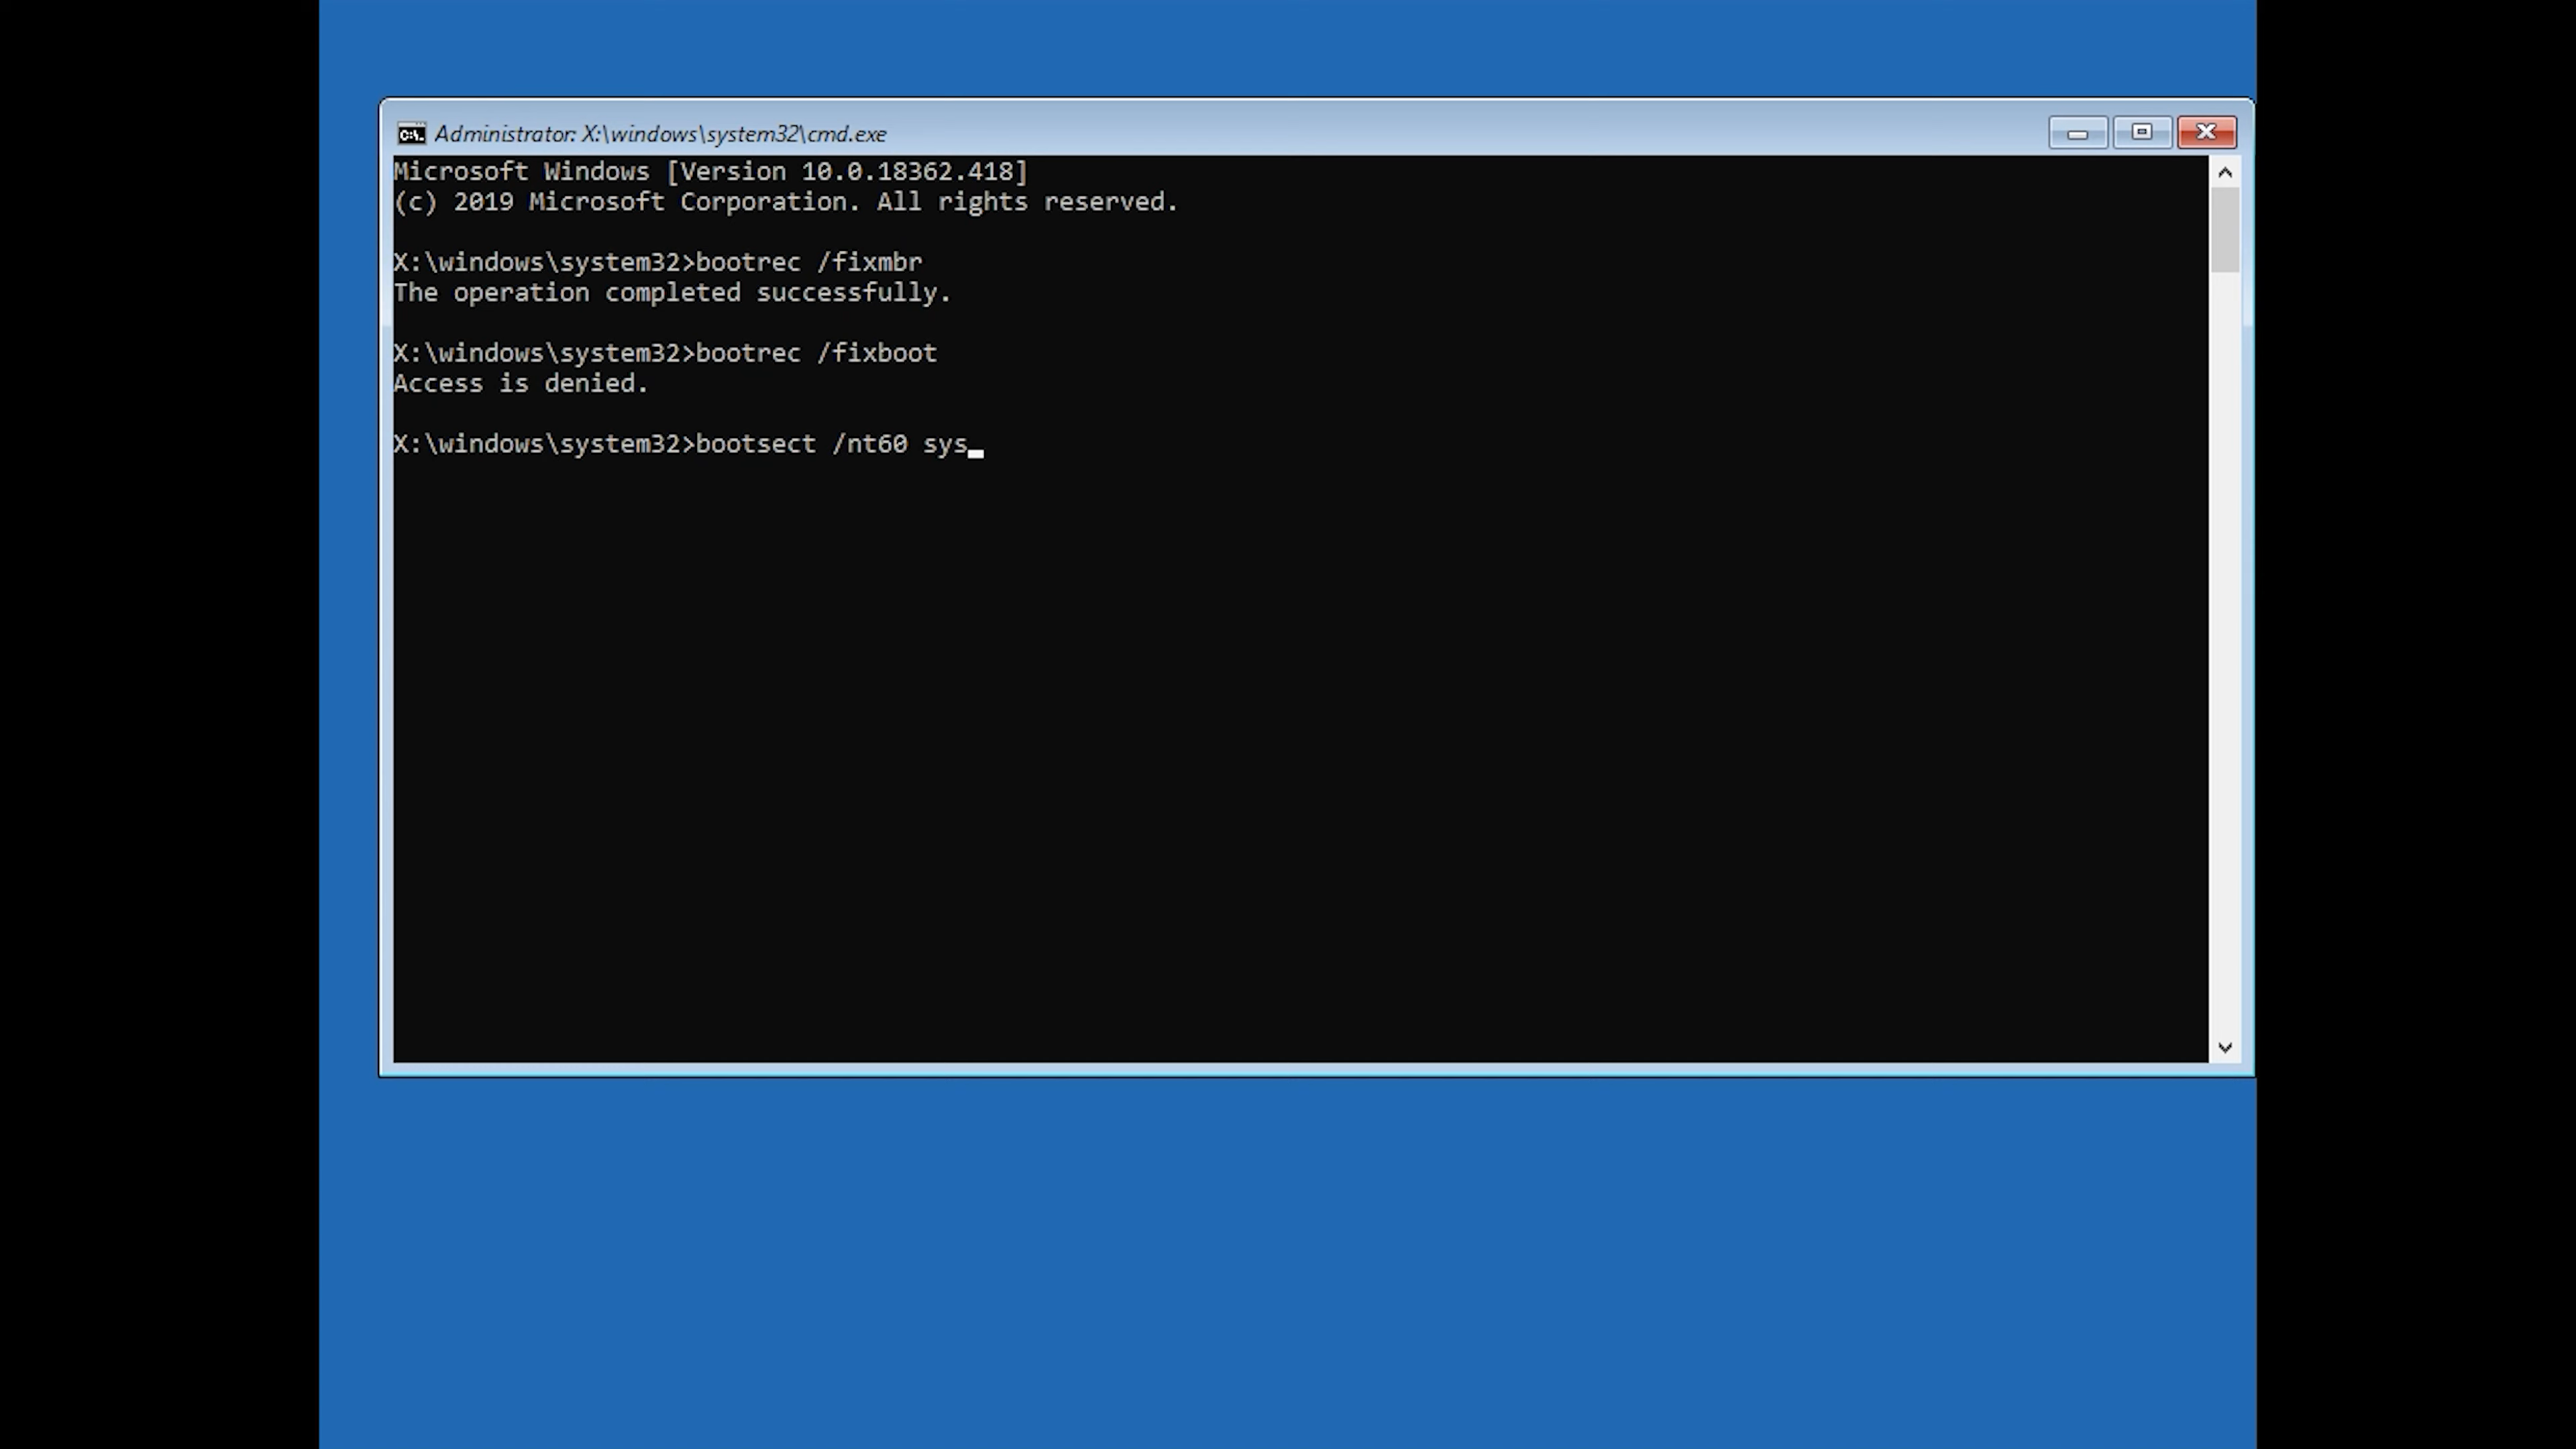 Administrator: X:\windows\system32\cmd.exe
Microsoft Windows [Version 10.0.18362.418]
(c) 2019 Microsoft Corporation. All rights reserved.
X:\windows\system32>bootrec /fixmbr
The operation completed successfully.
X:\windows\system32>bootrec /fixboot
Access is denied.
X:\windows\system32>bootsect /nt60 sys